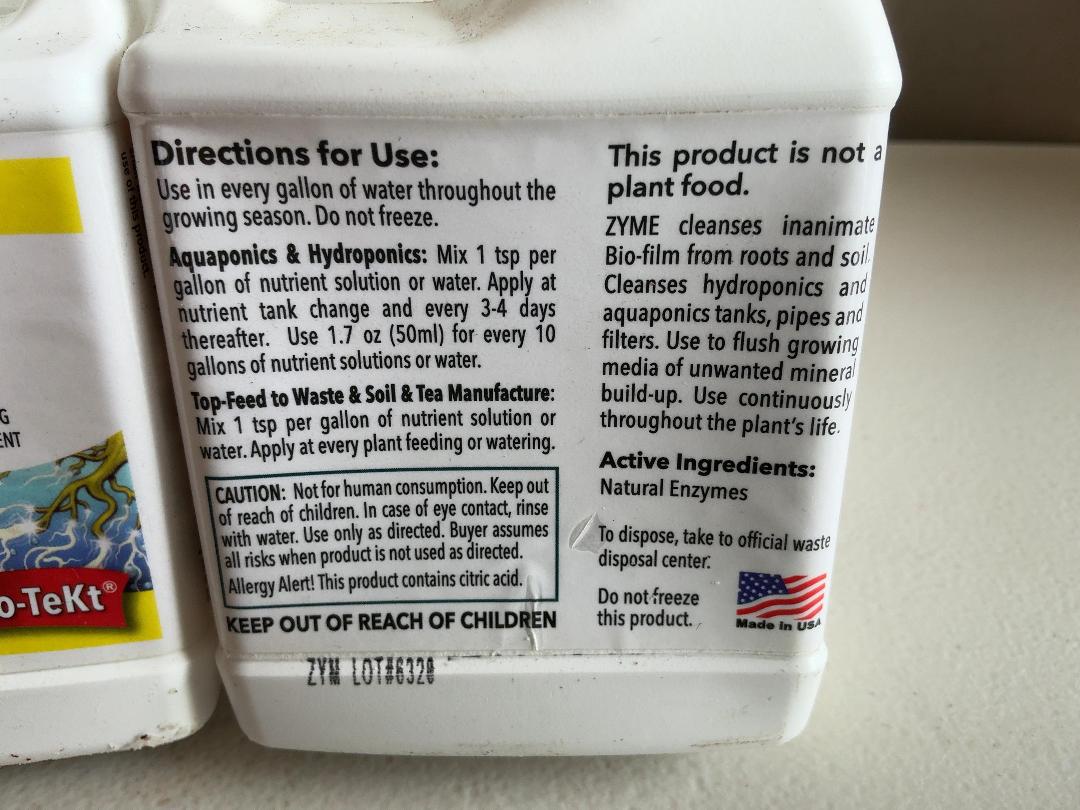 use of this product.
G
ENT
o-TeKt®
Directions for Use:
Use in every gallon of water throughout the
growing season. Do not freeze.
Aquaponics & Hydroponics: Mix 1 tsp per
gallon of nutrient solution or water. Apply at
nutrient tank change and every 3-4 days
thereafter. Use 1.7 oz (50ml) for every 10
gallons of nutrient solutions or water.
Top-Feed to Waste & Soil & Tea Manufacture:
Mix 1 tsp per gallon of nutrient solution or
water. Apply at every plant feeding or watering.
CAUTION: Not for human consumption. Keep out
of reach of children. In case of eye contact, rinse
with water. Use only as directed. Buyer assumes
all risks when product is not used as directed.
Allergy Alert! This product contains citric acid.
KEEP OUT OF REACH OF CHILDREN
ZYM LOT#6320
This product is not a
plant food.
ZYME cleanses inanimate
Bio-film from roots and soil.
Cleanses hydroponics and
aquaponics tanks, pipes and
filters. Use to flush growing
media of unwanted mineral
build-up. Use continuously
throughout the plant's life.
Active Ingredients:
Natural Enzymes
To dispose, take to official waste
disposal center.
Do not freeze
this product.
Made in USA